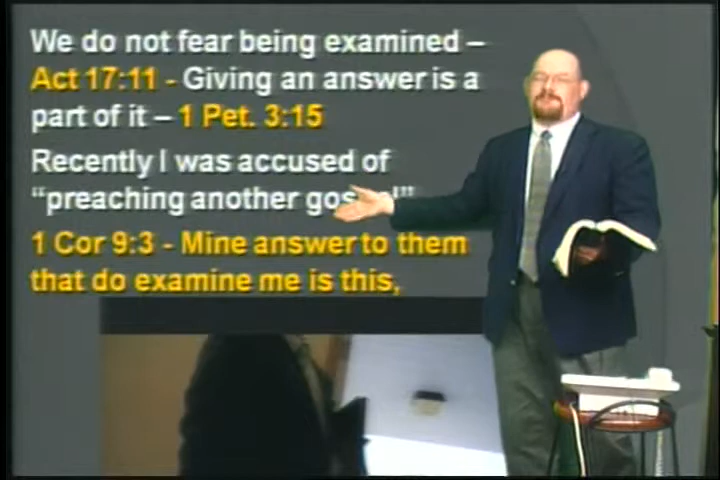 We do not fear being examined –
Act 17:11 - Giving an answer is a
part of it – 1 Pet. 3:15
Recently I was accused of
“preaching another gospel”
1 Cor 9:3 - Mine answer to them
that do examine me is this,